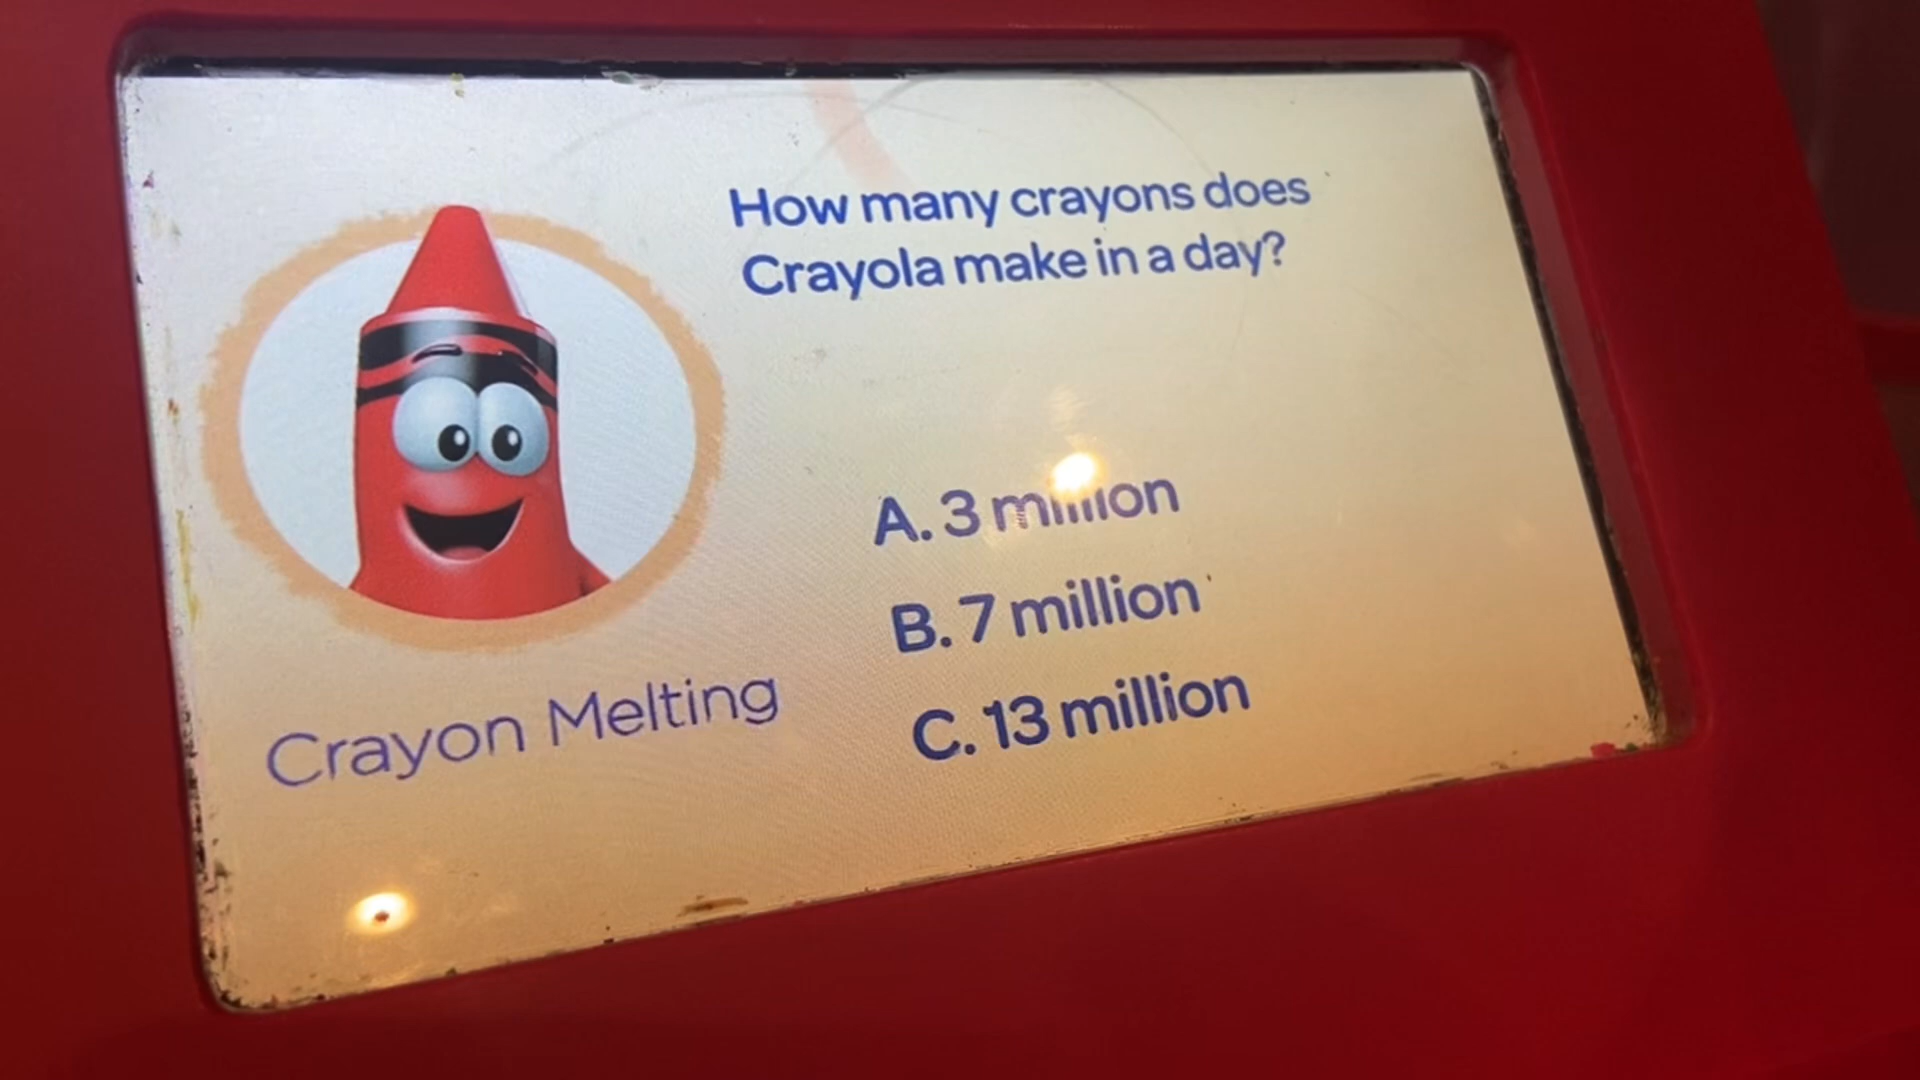 How many crayons does
Crayola make in a day?
A. 3 million
B. 7 million
C. 13 million
Crayon Melting